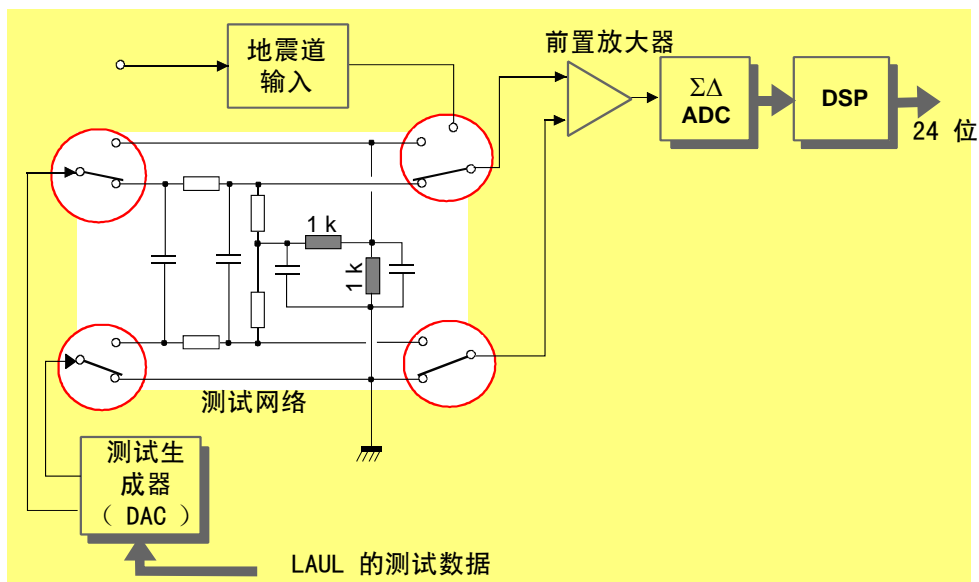 地震道
输入
前置放大器
ΣΔ
ADC
DSP
24 位
1 k
1 k
测试网络
测试生
成器
( DAC )
LAUL 的测试数据